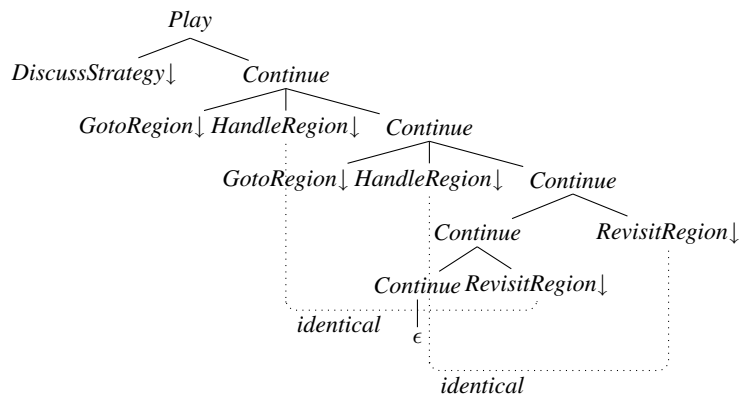 Play
DiscussStrategy↓ Continue
GotoRegion↓ HandleRegion↓ Continue
GotoRegion↓ HandleRegion↓ Continue
Continue RevisitRegion↓
Continue RevisitRegion↓
identical
ϵ
identical